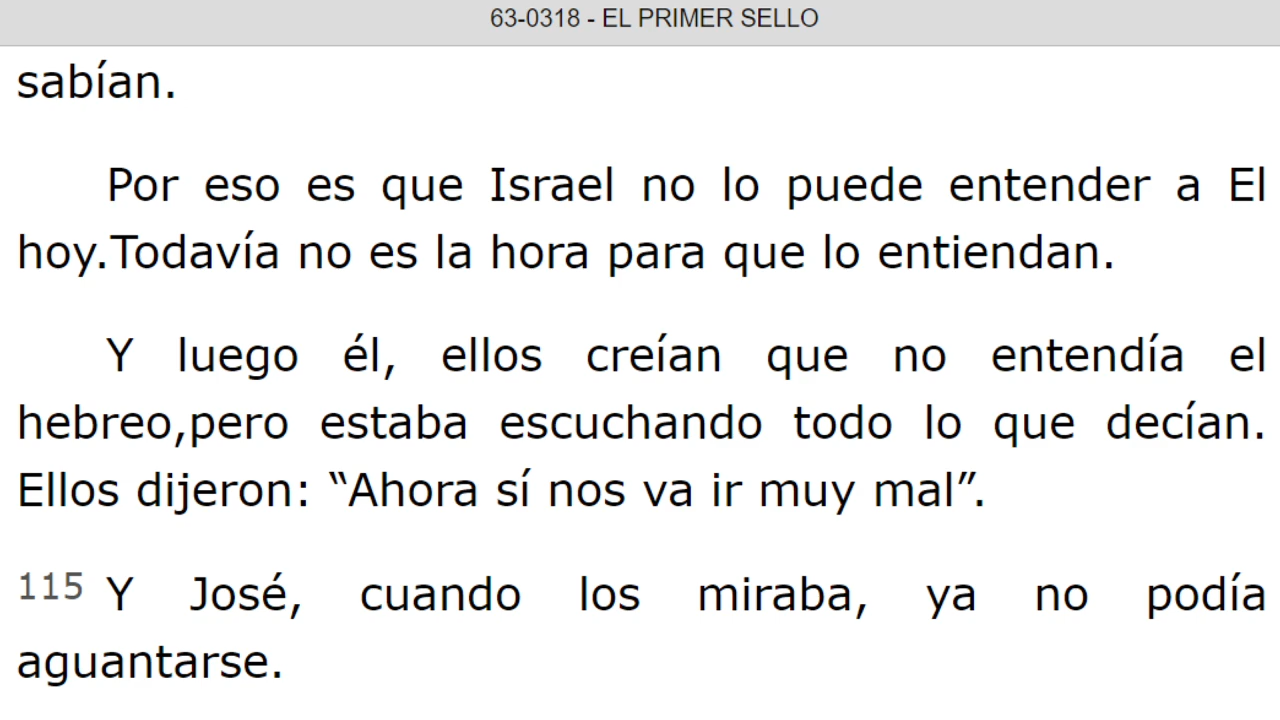 63-0318 - EL PRIMER SELLO
sabían.
Por eso es que Israel no lo puede entender a El
hoy.Todavía no es la hora para que lo entiendan.
Y luego él, ellos creían que no entendía el
hebreo,pero estaba escuchando todo lo que decían.
Ellos dijeron: “Ahora sí nos va ir muy mal”.
115 Y José, cuando los miraba, ya no podía
aguantarse.